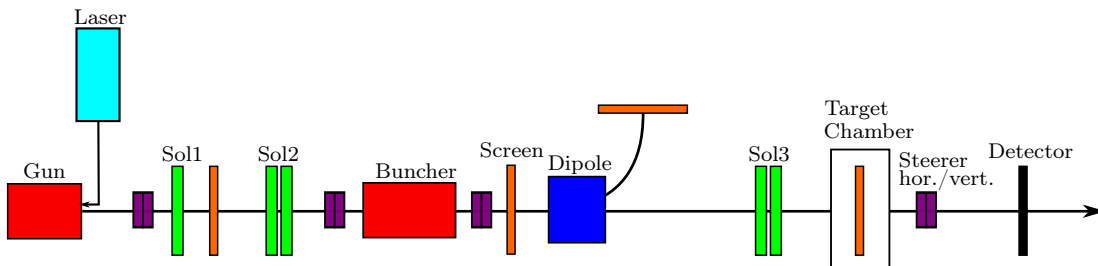 Laser
Gun
Sol1
Sol2
Buncher
Screen
Dipole
Sol3
Target
Chamber
Steerer
hor./vert.
Detector